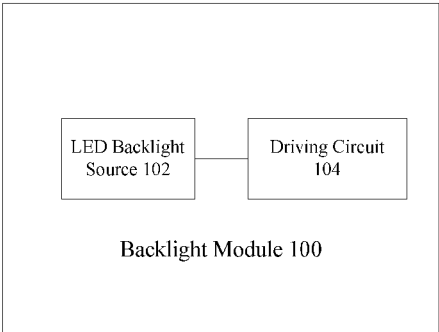 LED Backlight
Source 102
Driving Circuit
104
Backlight Module 100